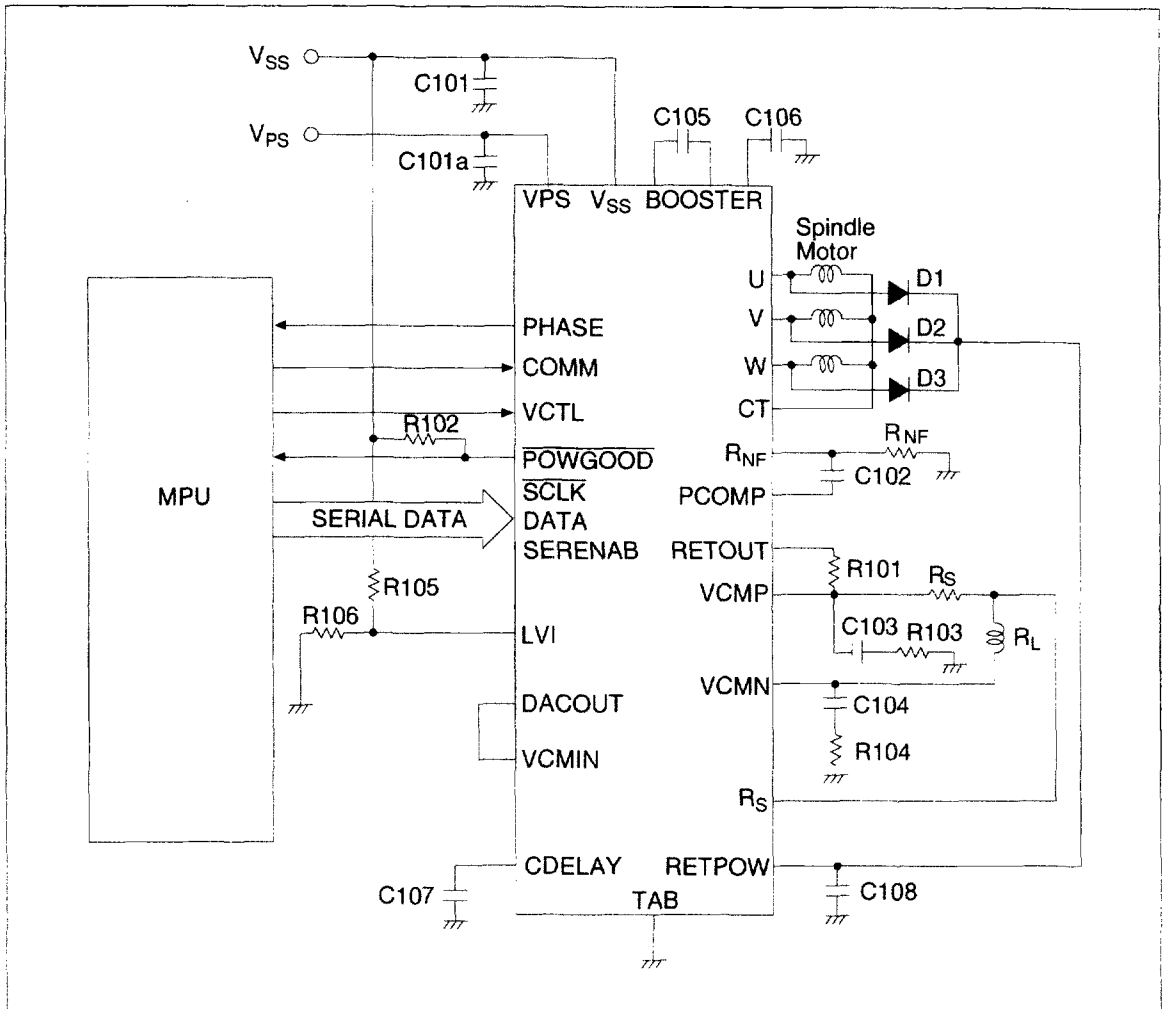 V_SS
C101
C105
C106
V_PS
C101a
VPS V_SS BOOSTER
Spindle
Motor
U
D1
V
D2
W
D3
CT
PHASE
COMM
VCTL
R102
POWGOOD
R_NF
R_NF
C102
PCOMP
MPU
SCLK
SERIAL DATA
DATA
SERENAB
RETOUT
R101
VCMP
R_S
R105
R106
LVI
C103
R103
R_L
VCMN
C104
DACOUT
R104
VCMIN
R_S
CDELAY
RETPOW
C107
C108
TAB